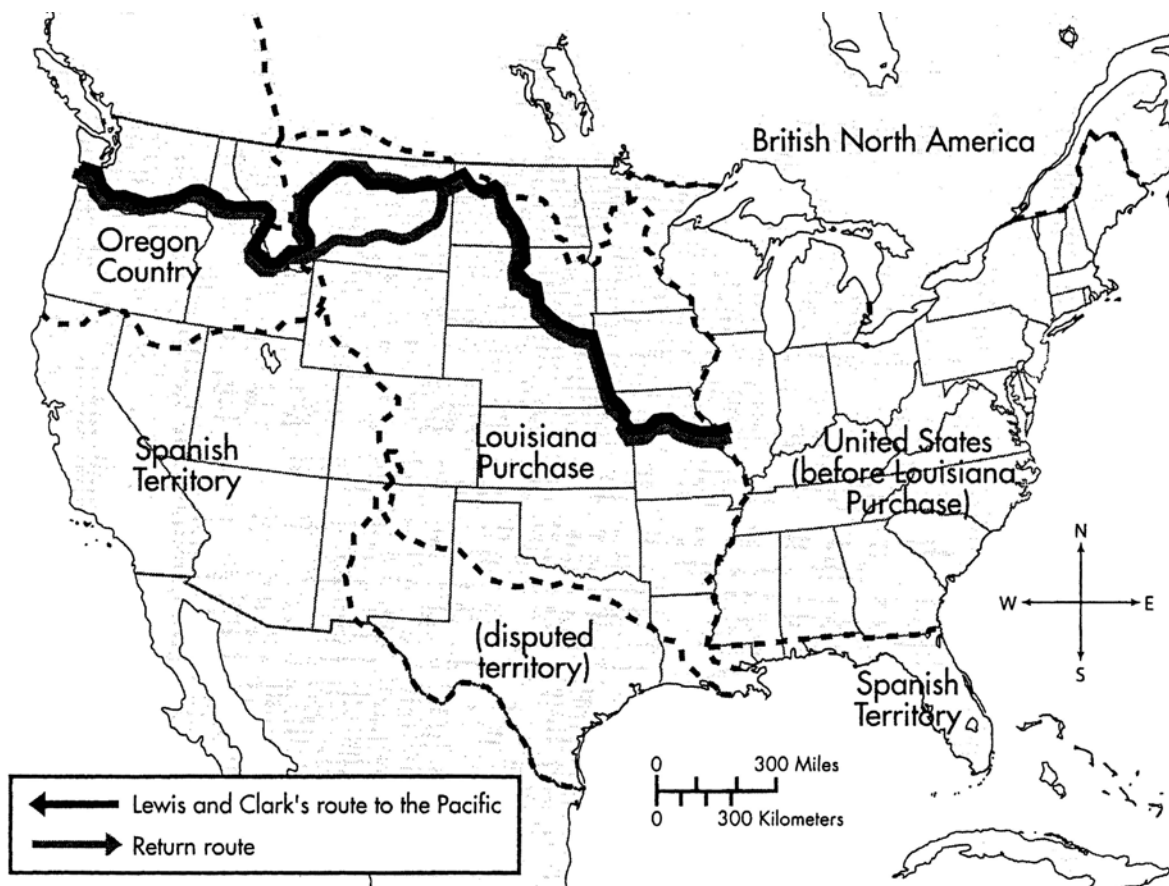 British North America
Oregon
Country
Spanish
Territory
Louisiana
Purchase
United States
(before Louisiana
Purchase)
N
W
E
S
(disputed
territory)
Spanish
Territory
0
300 Miles
0
300 Kilometers
Lewis and Clark's route to the Pacific
Return route